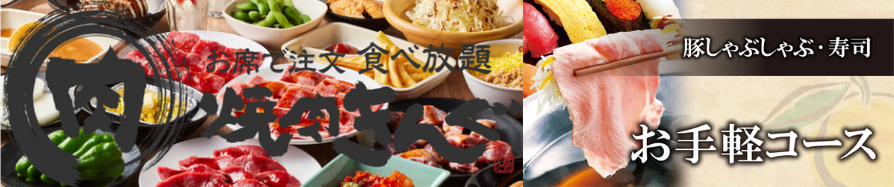 肉
お席で注文 食べ放題
焼肉きんぐ
豚しゃぶしゃぶ・寿司
お手軽コース